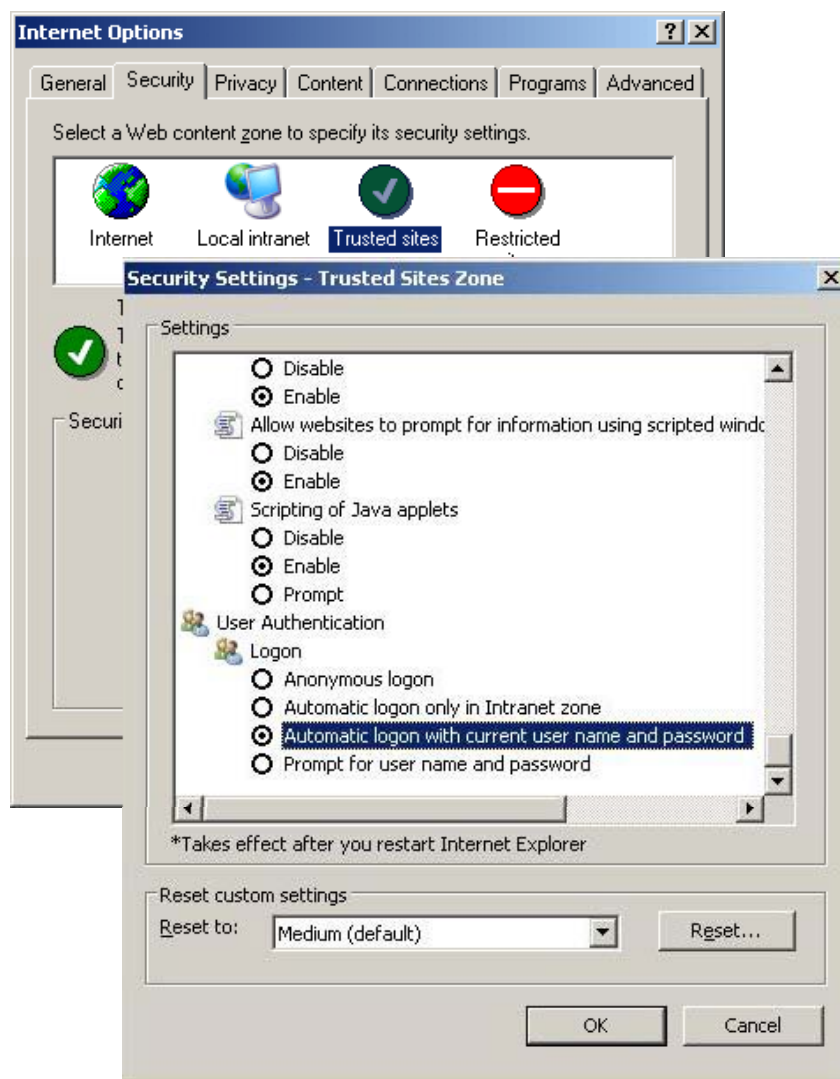 Internet Options
General Security Privacy Content Connections Programs Advanced
Select a Web content zone to specify its security settings.
Internet Local intranet Trusted sites Restricted
Security Settings - Trusted Sites Zone
Securi
Settings
Disable
Enable
Allow websites to prompt for information using scripted windo
Disable
Enable
Scripting of Java applets
Disable
Enable
Prompt
User Authentication
Logon
Anonymous logon
Automatic logon only in Intranet zone
Automatic logon with current user name and password
Prompt for user name and password
*Takes effect after you restart Internet Explorer
Reset custom settings
Reset to: Medium (default) Reset...
OK Cancel